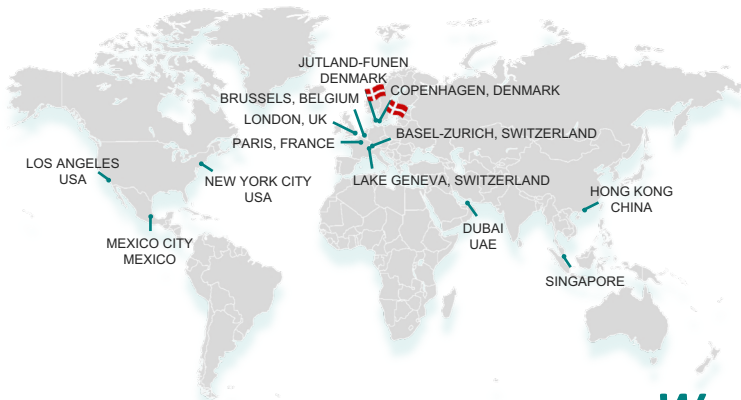 JUTLAND-FUNEN
DENMARK
COPENHAGEN, DENMARK
BRUSSELS, BELGIUM
LONDON, UK
BASEL-ZURICH, SWITZERLAND
PARIS, FRANCE
LOS ANGELES
USA
NEW YORK CITY
USA
LAKE GENEVA, SWITZERLAND
HONG KONG
CHINA
DUBAI
UAE
MEXICO CITY
MEXICO
SINGAPORE